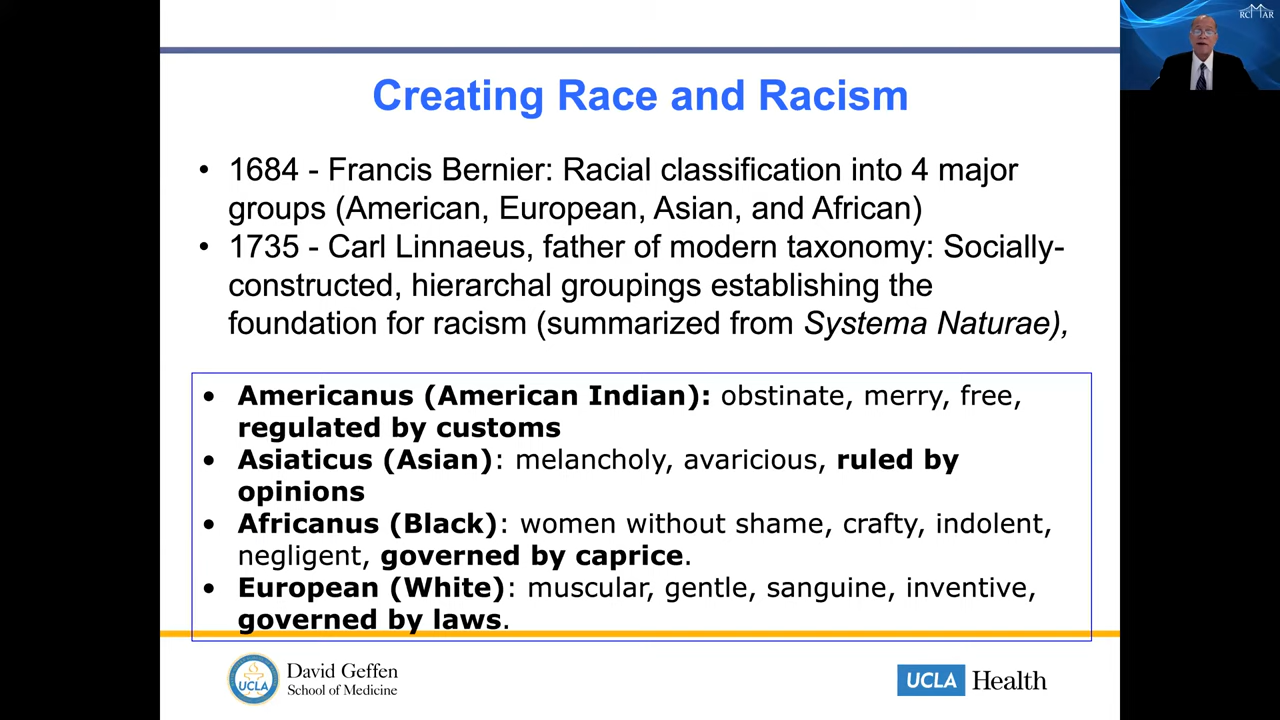 RCMAR
Creating Race and Racism
• 1684 - Francis Bernier: Racial classification into 4 major
groups (American, European, Asian, and African)
• 1735 - Carl Linnaeus, father of modern taxonomy: Socially-
constructed, hierarchal groupings establishing the
foundation for racism (summarized from Systema Naturae),
• Americanus (American Indian): obstinate, merry, free,
regulated by customs
• Asiaticus (Asian): melancholy, avaricious, ruled by
opinions
• Africanus (Black): women without shame, crafty, indolent,
negligent, governed by caprice.
• European (White): muscular, gentle, sanguine, inventive,
governed by laws.
UCLA
David Geffen
School of Medicine
UCLA Health